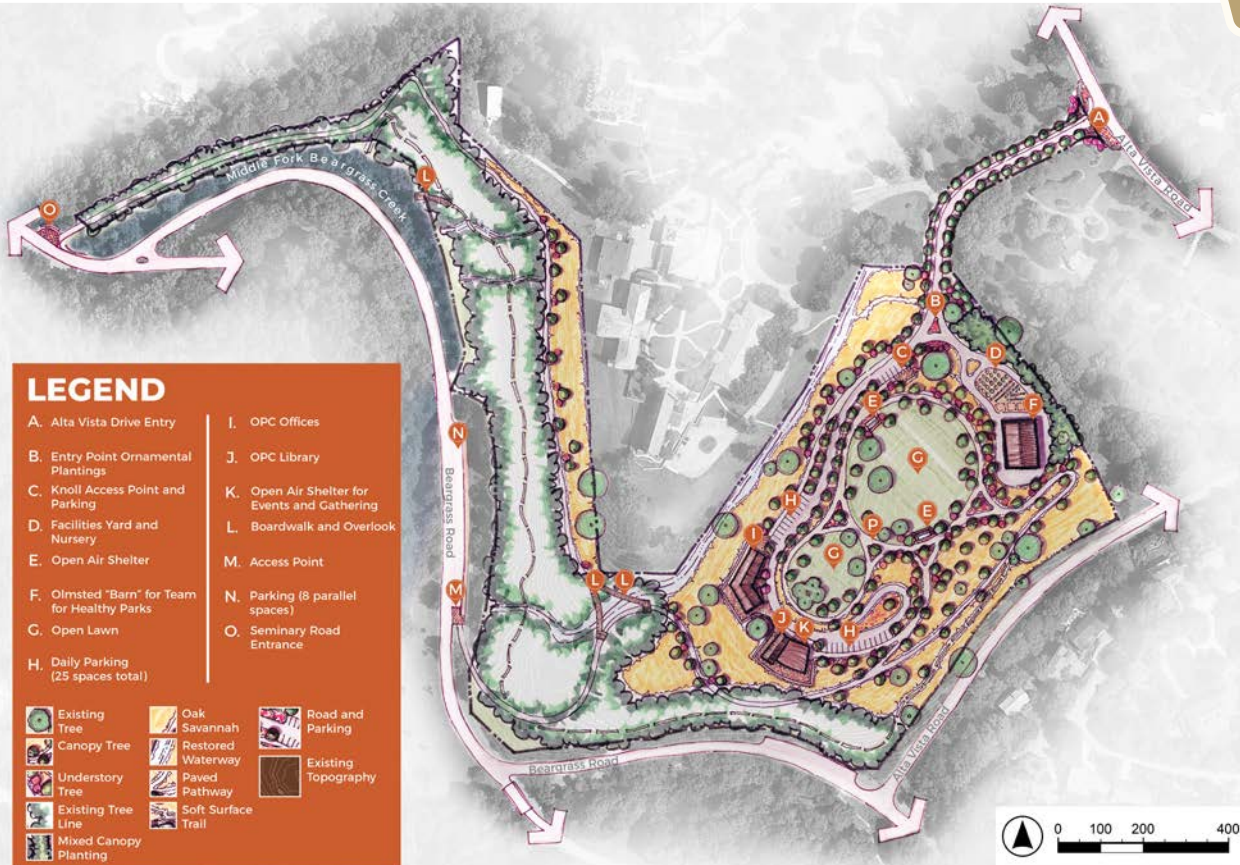 A
Alta Vista Road
L
Middle Fork Beargrass Creek
O
B
C
D
E
F
G
N
Beargrass Road
H
P
E
I
G
L
L
M
J
K
H
Beargrass Road
Alta Vista Road
LEGEND
A. Alta Vista Drive Entry
B. Entry Point Ornamental
Plantings
C. Knoll Access Point and
Parking
D. Facilities Yard and
Nursery
E. Open Air Shelter
F. Olmsted "Barn" for Team
for Healthy Parks
G. Open Lawn
H. Daily Parking
(25 spaces total)
I. OPC Offices
J. OPC Library
K. Open Air Shelter for
Events and Gathering
L. Boardwalk and Overlook
M. Access Point
N. Parking (8 parallel
spaces)
O. Seminary Road
Entrance
Existing
Tree
Canopy Tree
Understory
Tree
Existing Tree
Line
Mixed Canopy
Planting
Oak
Savannah
Restored
Waterway
Paved
Pathway
Soft Surface
Trail
Road and
Parking
Existing
Topography
0 100 200 400